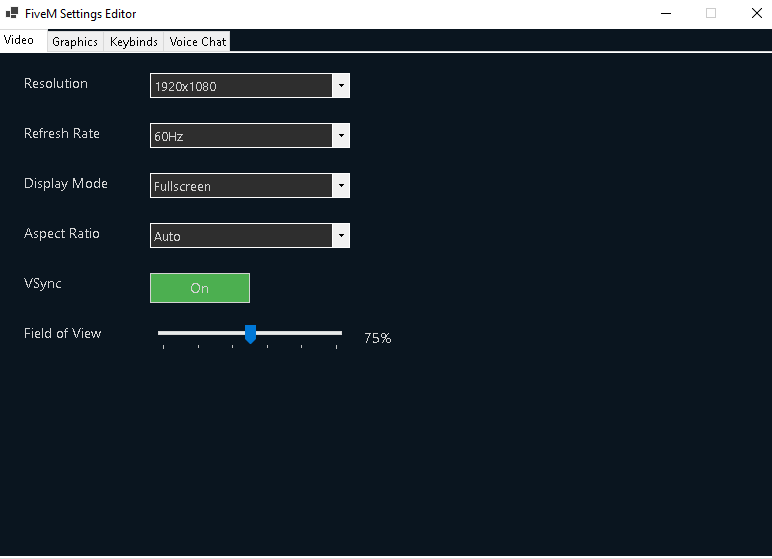 FiveM Settings Editor
Video Graphics Keybinds Voice Chat
Resolution 1920x1080
Refresh Rate 60Hz
Display Mode Fullscreen
Aspect Ratio Auto
VSync On
Field of View 75%